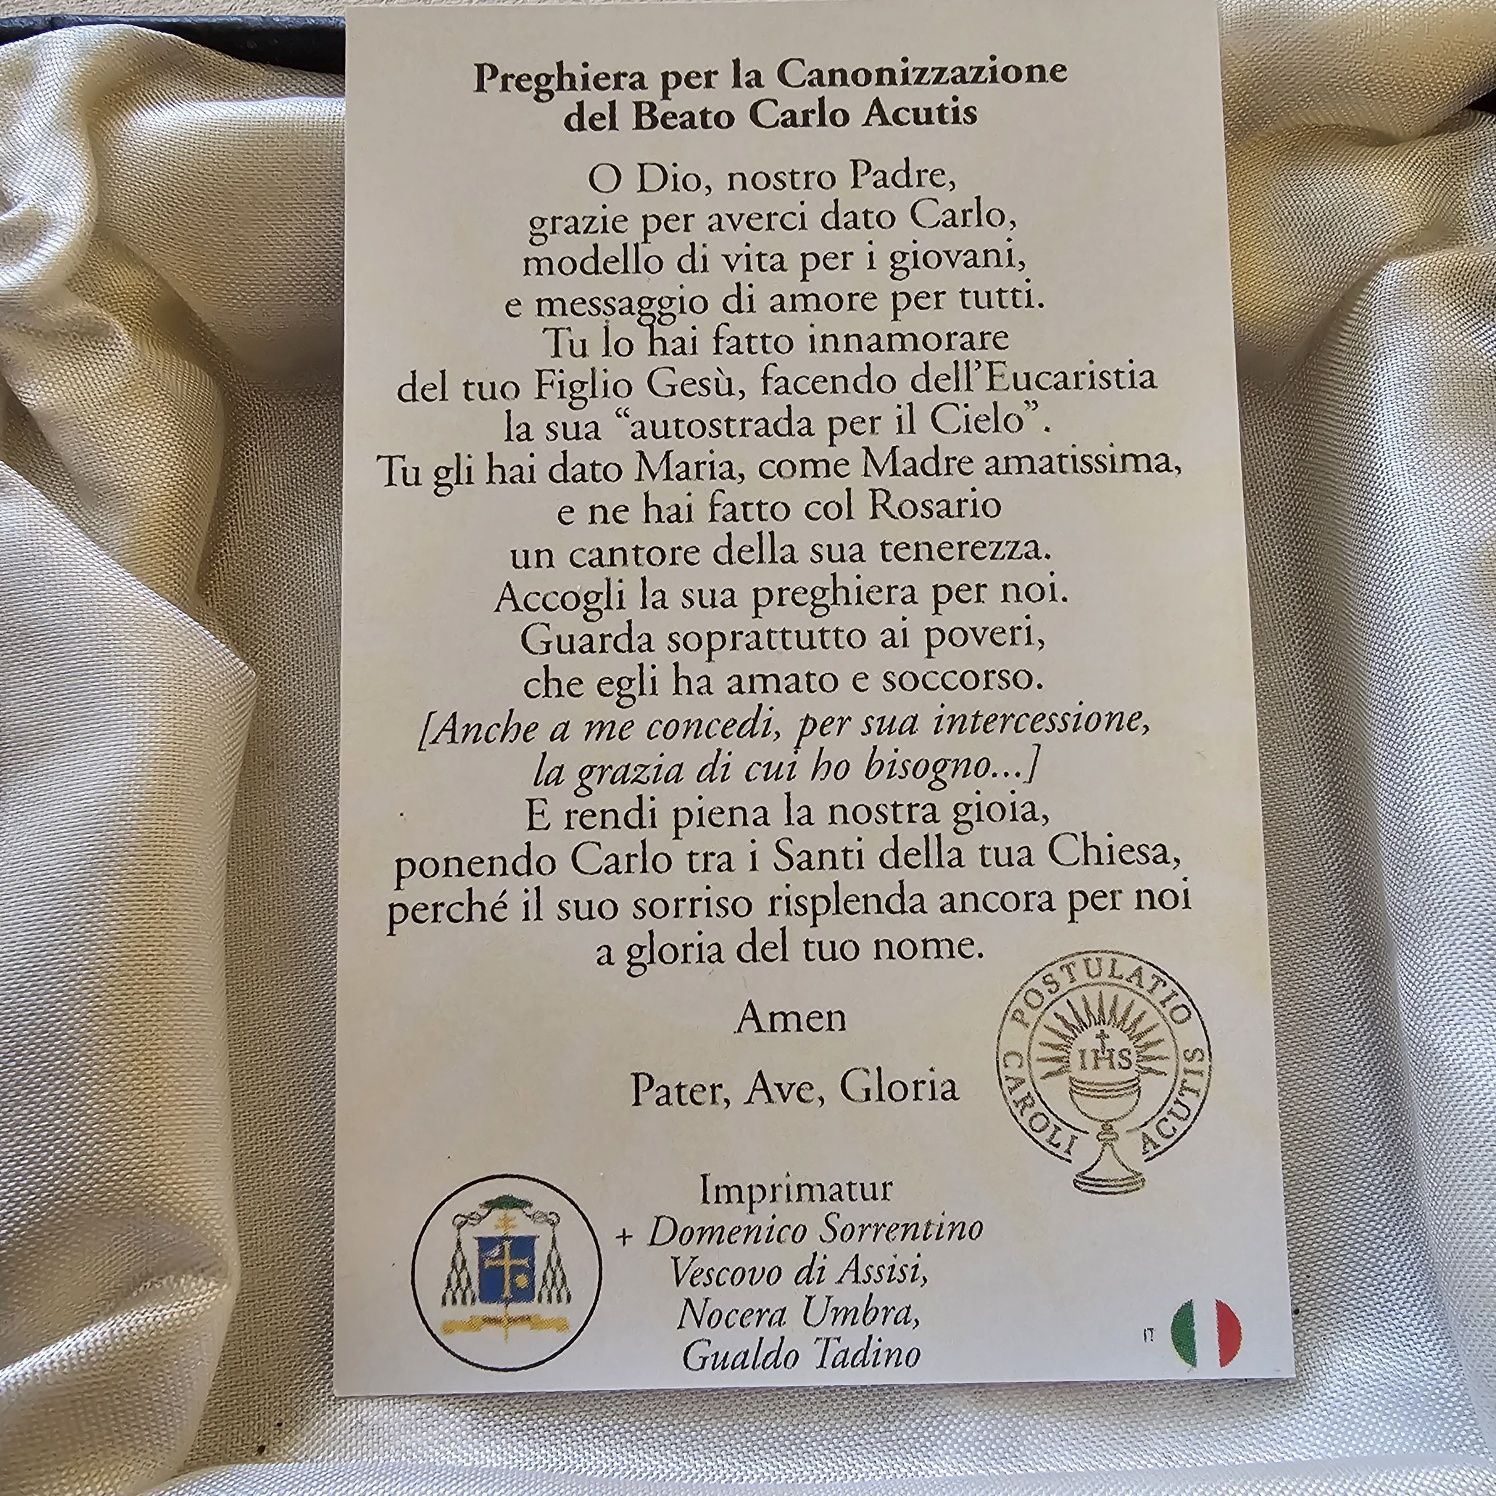 Preghiera per la Canonizzazione
del Beato Carlo Acutis
O Dio, nostro Padre,
grazie per averci dato Carlo,
modello di vita per i giovani,
e messaggio di amore per tutti.
Tu lo hai fatto innamorare
del tuo Figlio Gesù, facendo dell’Eucaristia
la sua “autostrada per il Cielo”.
Tu gli hai dato Maria, come Madre amatissima,
e ne hai fatto col Rosario
un cantore della sua tenerezza.
Accogli la sua preghiera per noi.
Guarda soprattutto ai poveri,
che egli ha amato e soccorso.
[Anche a me concedi, per sua intercessione,
la grazia di cui ho bisogno...]
E rendi piena la nostra gioia,
ponendo Carlo tra i Santi della tua Chiesa,
perché il suo sorriso risplenda ancora per noi
a gloria del tuo nome.
Amen
Pater, Ave, Gloria
POSTULATIO
CAROLI ACUTIS
IHS
Imprimatur
+ Domenico Sorrentino
Vescovo di Assisi,
Nocera Umbra,
Gualdo Tadino
IT